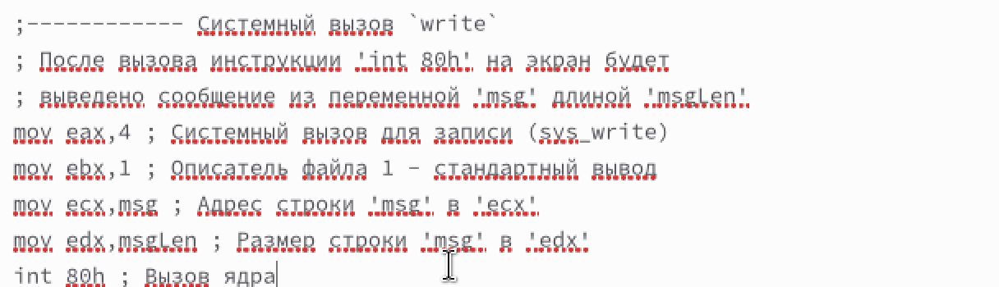 ;------------ Системный вызов `write`
; После вызова инструкции 'int 80h' на экран будет
; выведено сообщение из переменной 'msg' длиной 'msgLen'
mov eax,4 ; Системный вызов для записи (sys_write)
mov ebx,1 ; Описатель файла 1 - стандартный вывод
mov ecx,msg ; Адрес строки 'msg' в 'ecx'
mov edx,msgLen ; Размер строки 'msg' в 'edx'
int 80h ; Вызов ядра